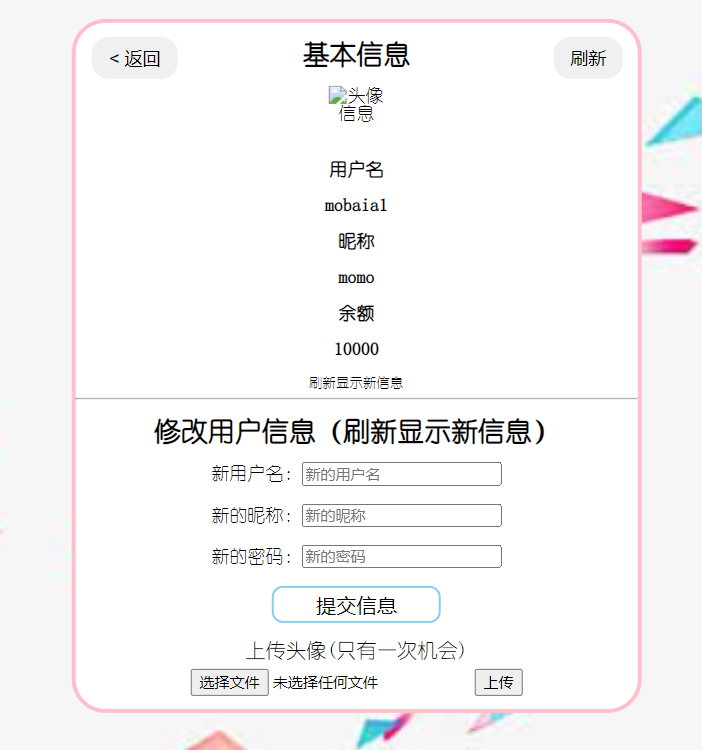 < 返回
基本信息
刷新
头像
信息
用户名
mobaia1
昵称
momo
余额
10000
刷新显示新信息
修改用户信息（刷新显示新信息）
新用户名：新的用户名
新的昵称：新的昵称
新的密码：新的密码
提交信息
上传头像(只有一次机会)
选择文件 未选择任何文件 上传